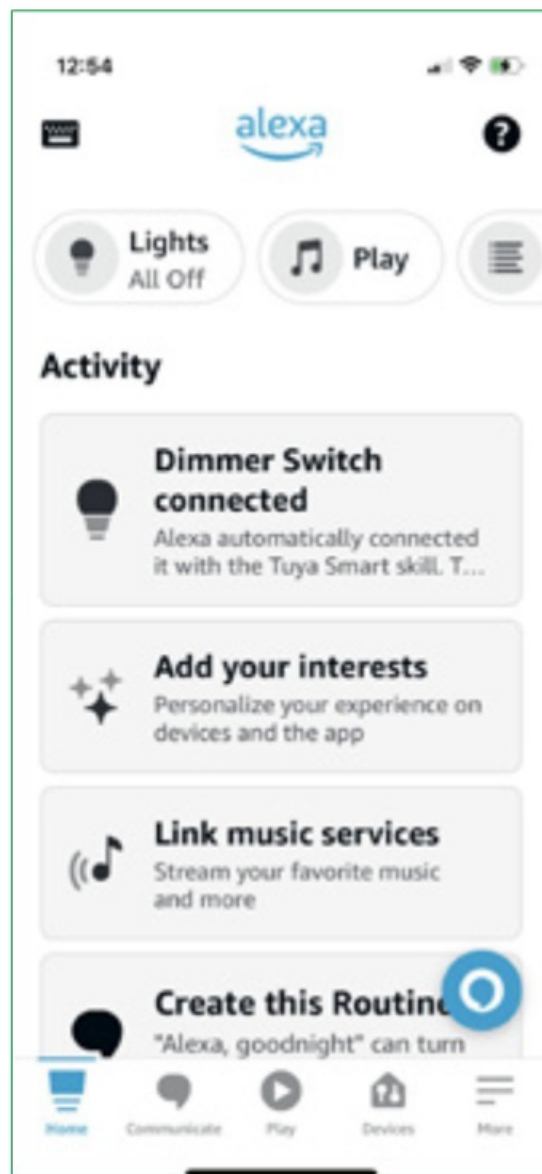 12:54
alexa
Lights
All Off
Play
Activity
Dimmer Switch
connected
Alexa automatically connected
it with the Tuya Smart skill. T...
Add your interests
Personalize your experience on
devices and the app
Link music services
Stream your favorite music
and more
Create this Routin
"Alexa, goodnight" can turn
Home Communicate Play Devices More